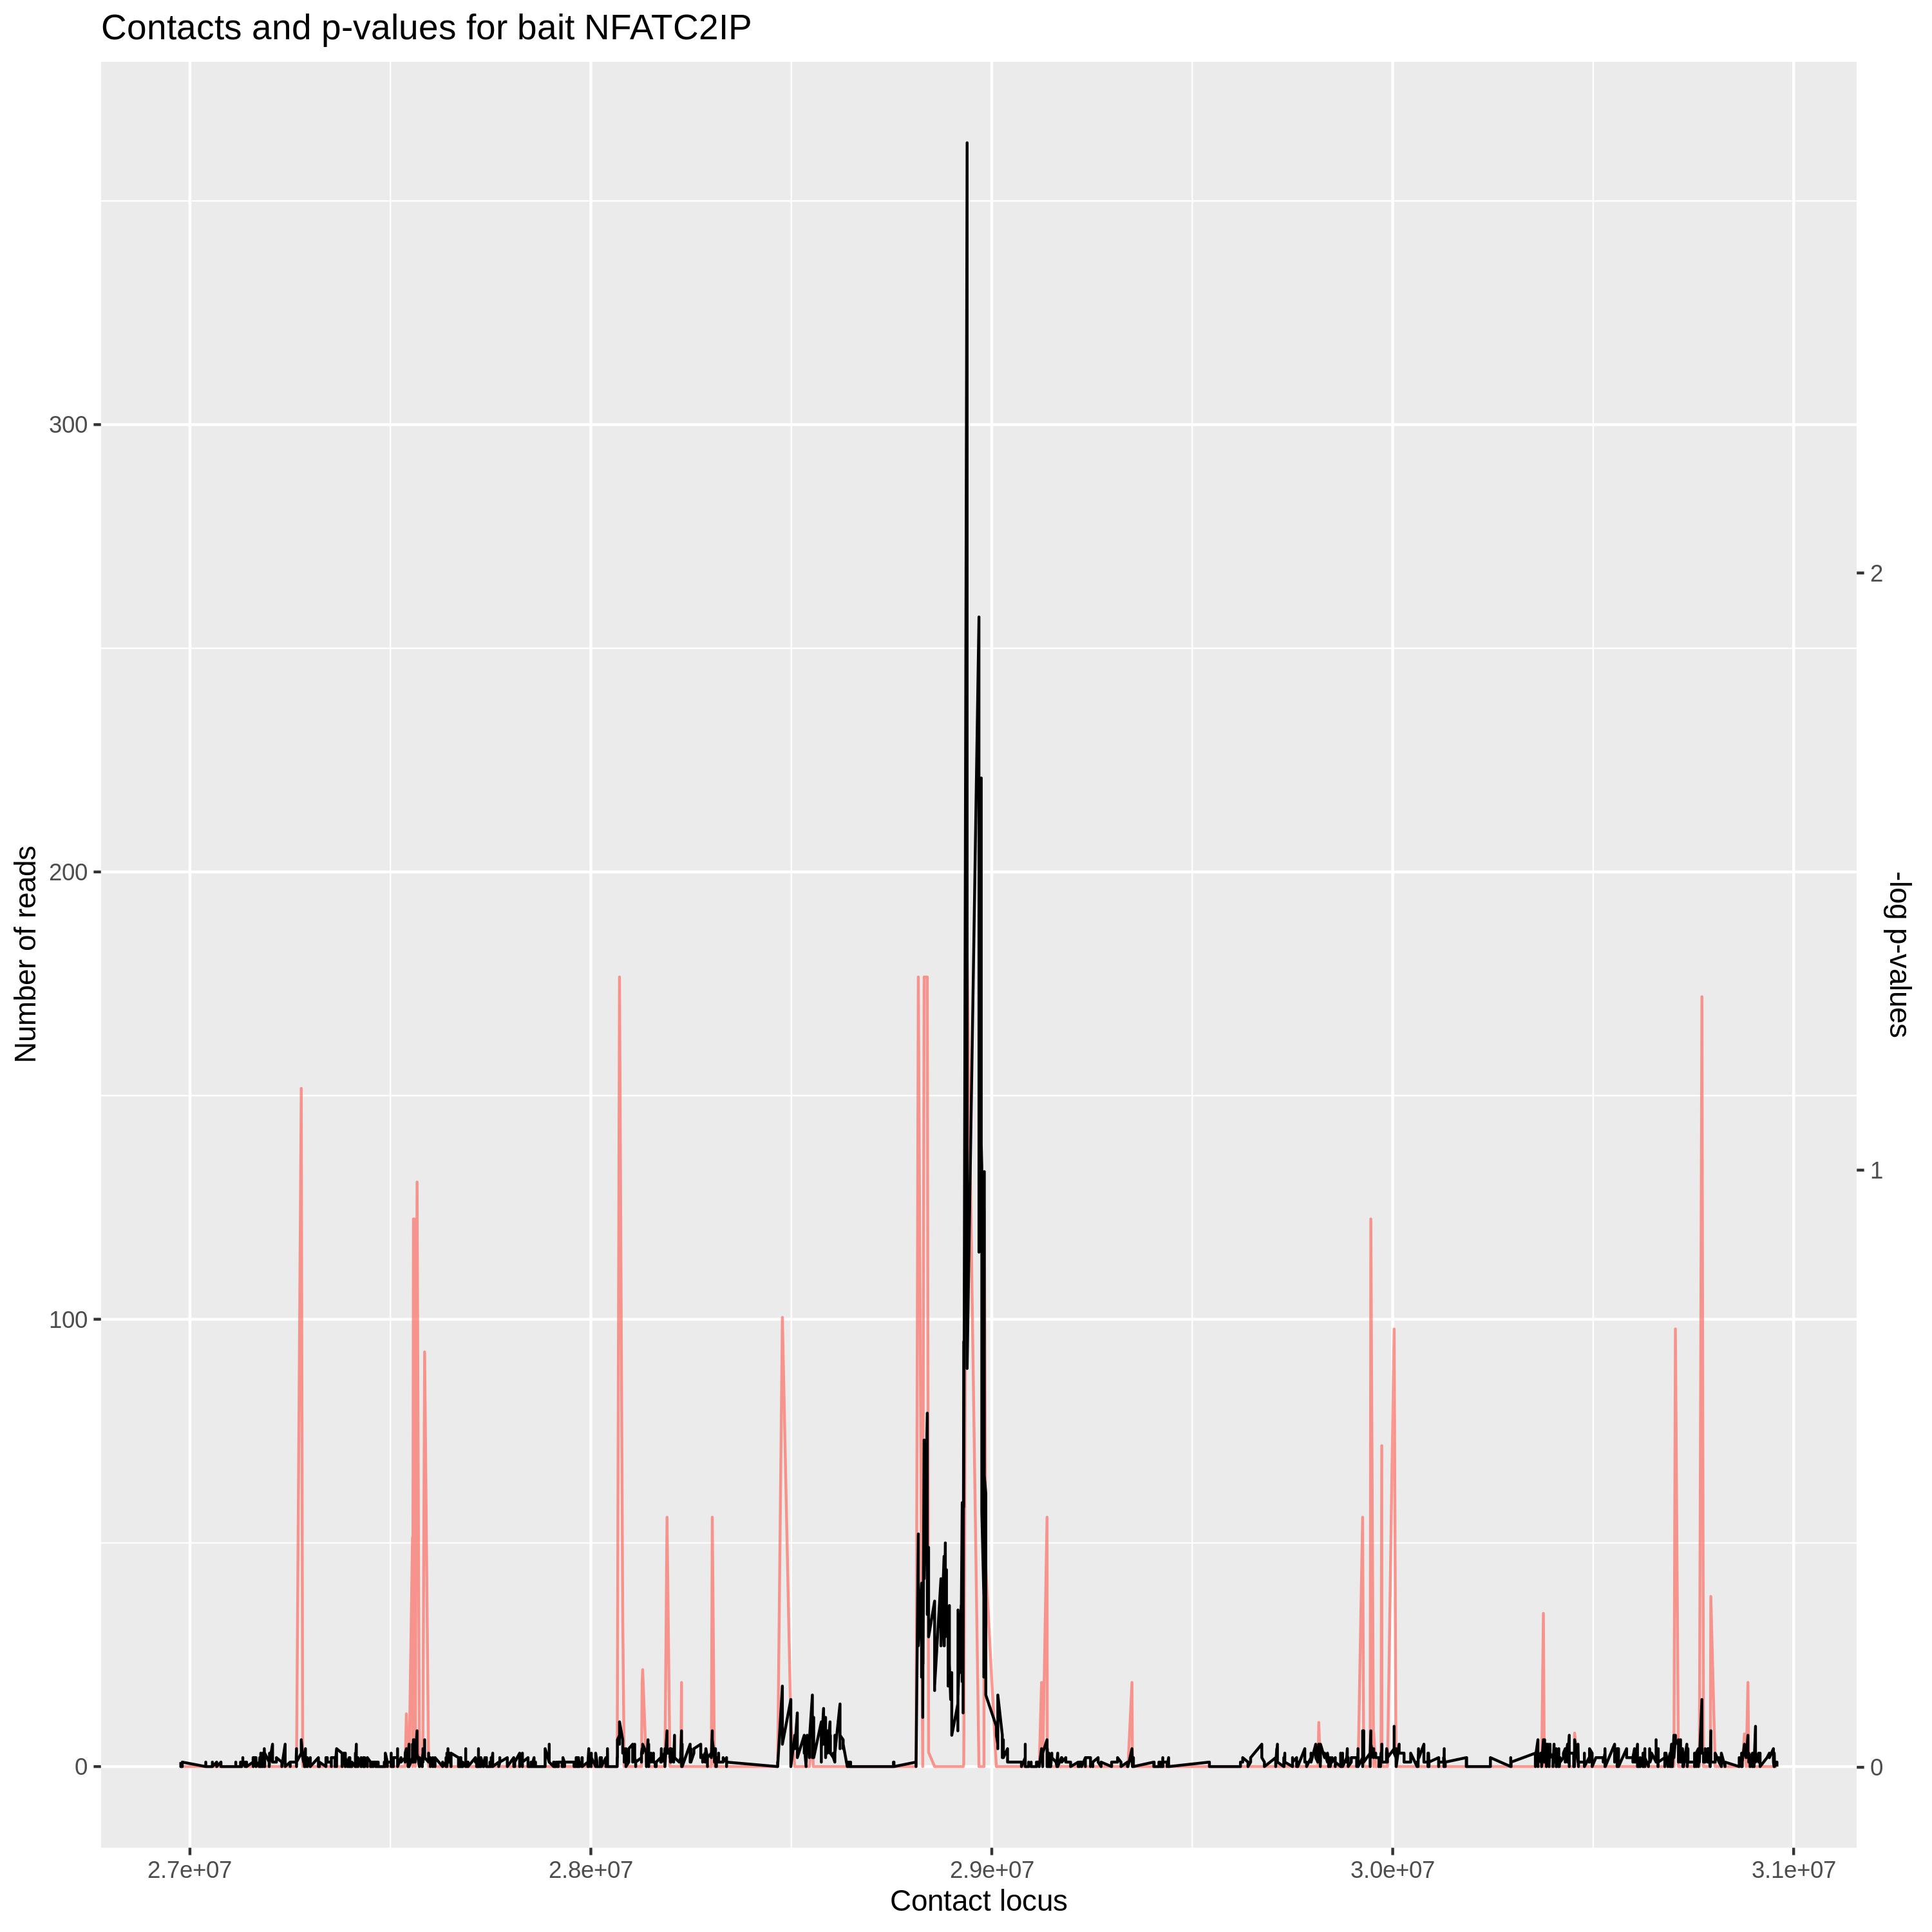 Contacts and p-values for bait NFATC2IP
Number of reads
300
200
100
0
2
1
0
-log p-values
2.7e+07
2.8e+07
2.9e+07
3.0e+07
3.1e+07
Contact locus